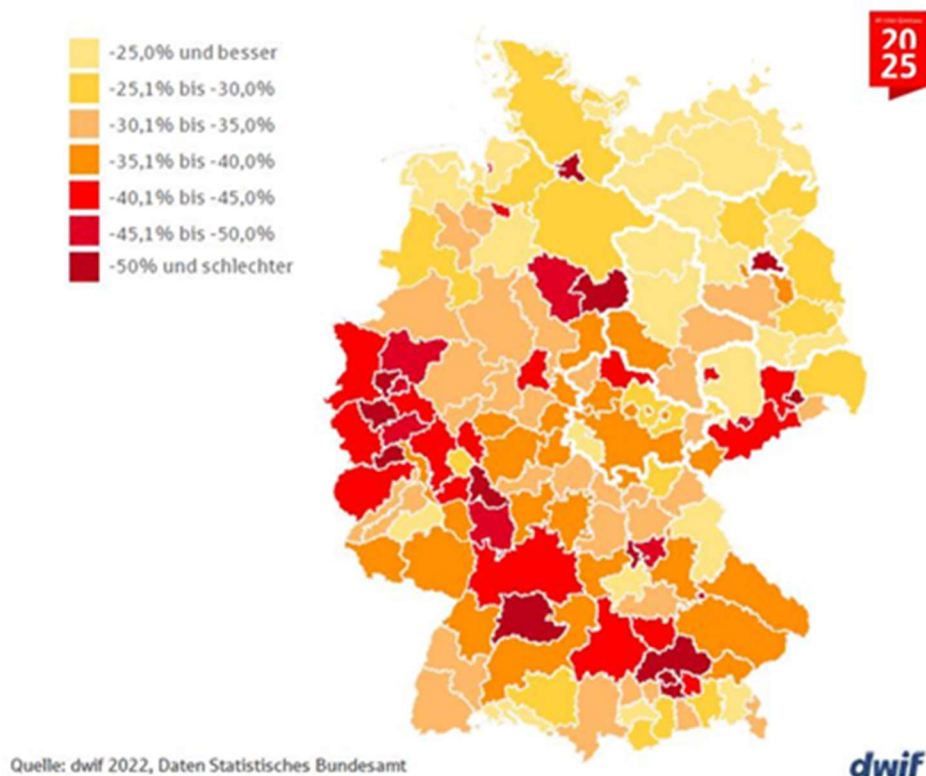 -25,0% und besser
-25,1% bis -30,0%
-30,1% bis -35,0%
-35,1% bis -40,0%
-40,1% bis -45,0%
-45,1% bis -50,0%
-50% und schlechter
20
25
Quelle: dwif 2022, Daten Statistisches Bundesamt
dwif